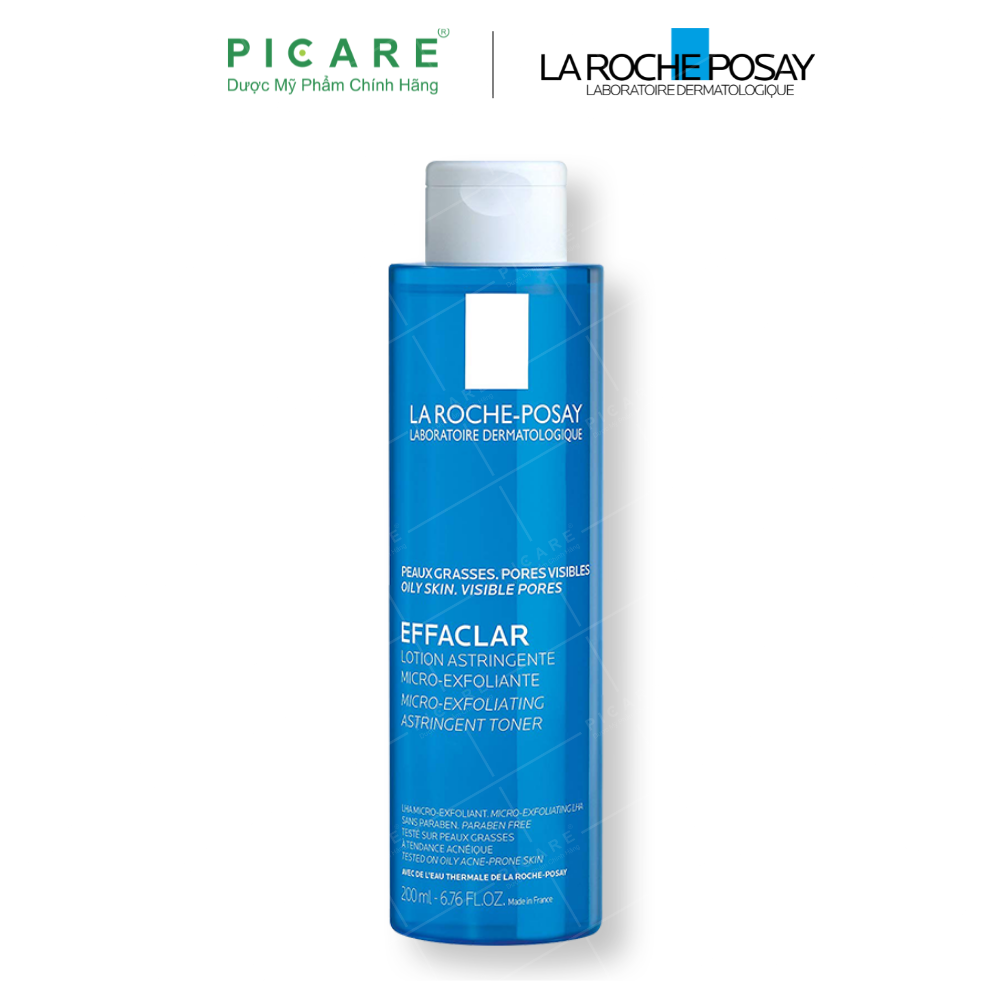 PICARE®
Dược Mỹ Phẩm Chính Hãng
LA ROCHE POSAY
LABORATOIRE DERMATOLOGIQUE
LA ROCHE-POSAY
LABORATOIRE DERMATOLOGIQUE
PEAUX GRASSES. PORES VISIBLES
OILY SKIN. VISIBLE PORES
EFFACLAR
LOTION ASTRINGENTE
MICRO-EXFOLIANTE
MICRO-EXFOLIATING
ASTRINGENT TONER
LHA MICRO-EXFOLIANT. MICRO-EXFOLIATING LHA
SANS PARABEN. PARABEN FREE
TESTÉ SUR PEAUX GRASSES
À TENDANCE ACNÉIQUE
TESTED ON OILY ACNE-PRONE SKIN
AVEC DE L'EAU THERMALE DE LA ROCHE-POSAY
200 ml - 6.76 FL.OZ. Made in France